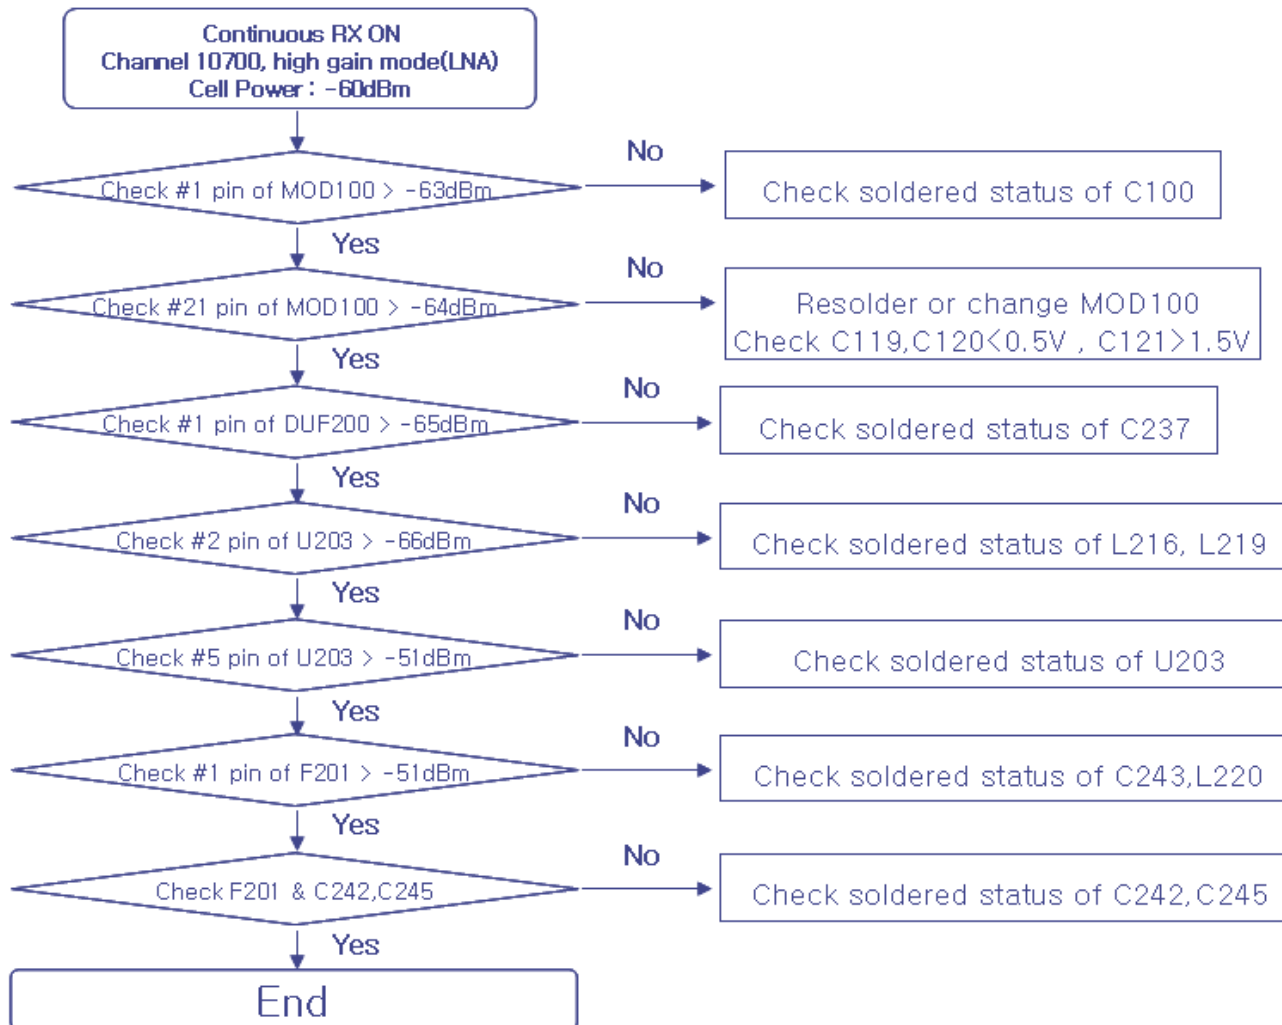 Continuous RX ON
Channel 10700, high gain mode(LNA)
Cell Power : -60dBm
Check #1 pin of MOD100 > -63dBm
No
Check soldered status of C100
Yes
Check #21 pin of MOD100 > -64dBm
No
Resolder or change MOD100
Check C119,C120<0.5V , C121>1.5V
Yes
Check #1 pin of DUF200 > -65dBm
No
Check soldered status of C237
Yes
Check #2 pin of U203 > -66dBm
No
Check soldered status of L216, L219
Yes
Check #5 pin of U203 > -51dBm
No
Check soldered status of U203
Yes
Check #1 pin of F201 > -51dBm
No
Check soldered status of C243,L220
Yes
Check F201 & C242,C245
No
Check soldered status of C242,C245
Yes
End